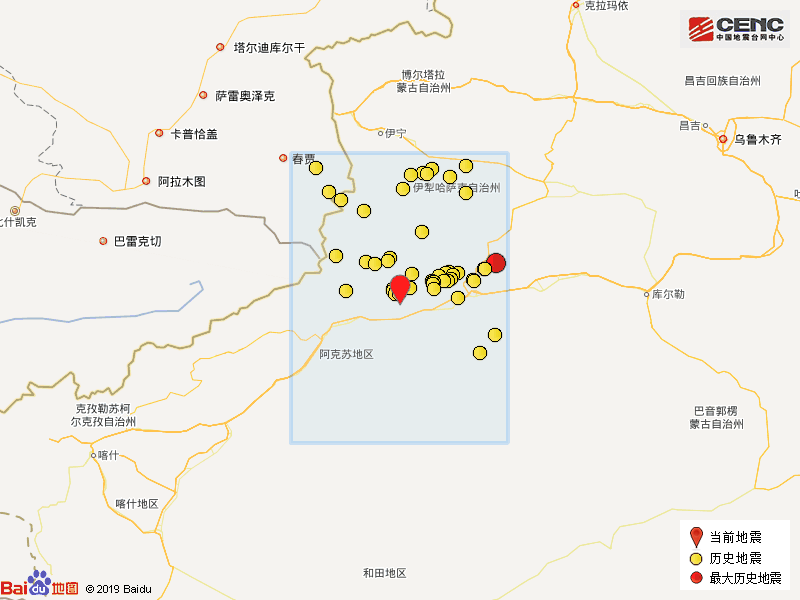 克拉玛依
CENC
中国地震台网中心
塔尔迪库尔干
博尔塔拉
蒙古自治州
昌吉回族自治州
萨雷奥泽克
昌吉
乌鲁木齐
卡普恰盖
伊宁
春贾
阿拉木图
伊犁哈萨克自治州
比什凯克
巴雷克切
库尔勒
阿克苏地区
克孜勒苏柯
尔克孜自治州
巴音郭楞
蒙古自治州
喀什
喀什地区
和田地区
当前地震
历史地震
最大历史地震
Bai du 地图 © 2019 Baidu